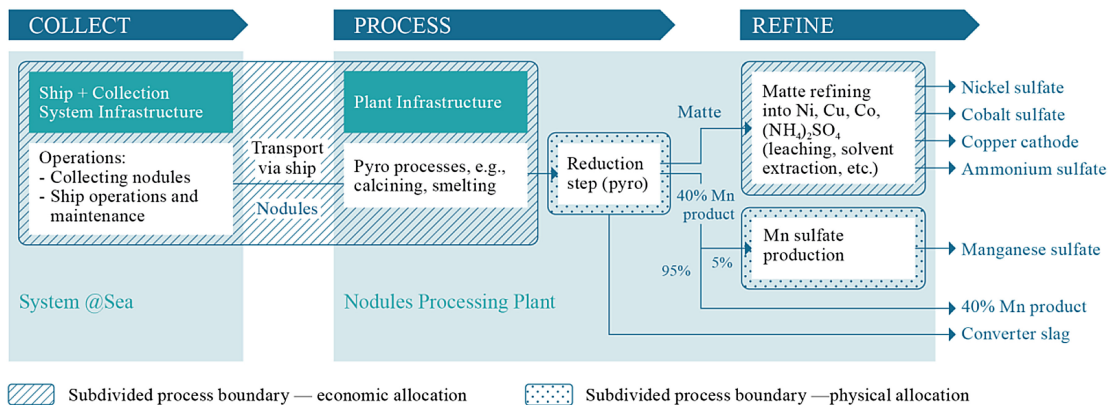 COLLECT
PROCESS
REFINE
Ship + Collection
System Infrastructure
Operations:
- Collecting nodules
- Ship operations and
maintenance
Transport
via ship
Nodules
Plant Infrastructure
Pyro processes, e.g.,
calcining, smelting
Reduction
step (pyro)
Matte
40% Mn
product
95%
5%
Matte refining
into Ni, Cu, Co,
(NH₄)₂SO₄
(leaching, solvent
extraction, etc.)
Mn sulfate
production
Nickel sulfate
Cobalt sulfate
Copper cathode
Ammonium sulfate
Manganese sulfate
40% Mn product
Converter slag
System @Sea
Nodules Processing Plant
Subdivided process boundary — economic allocation
Subdivided process boundary —physical allocation